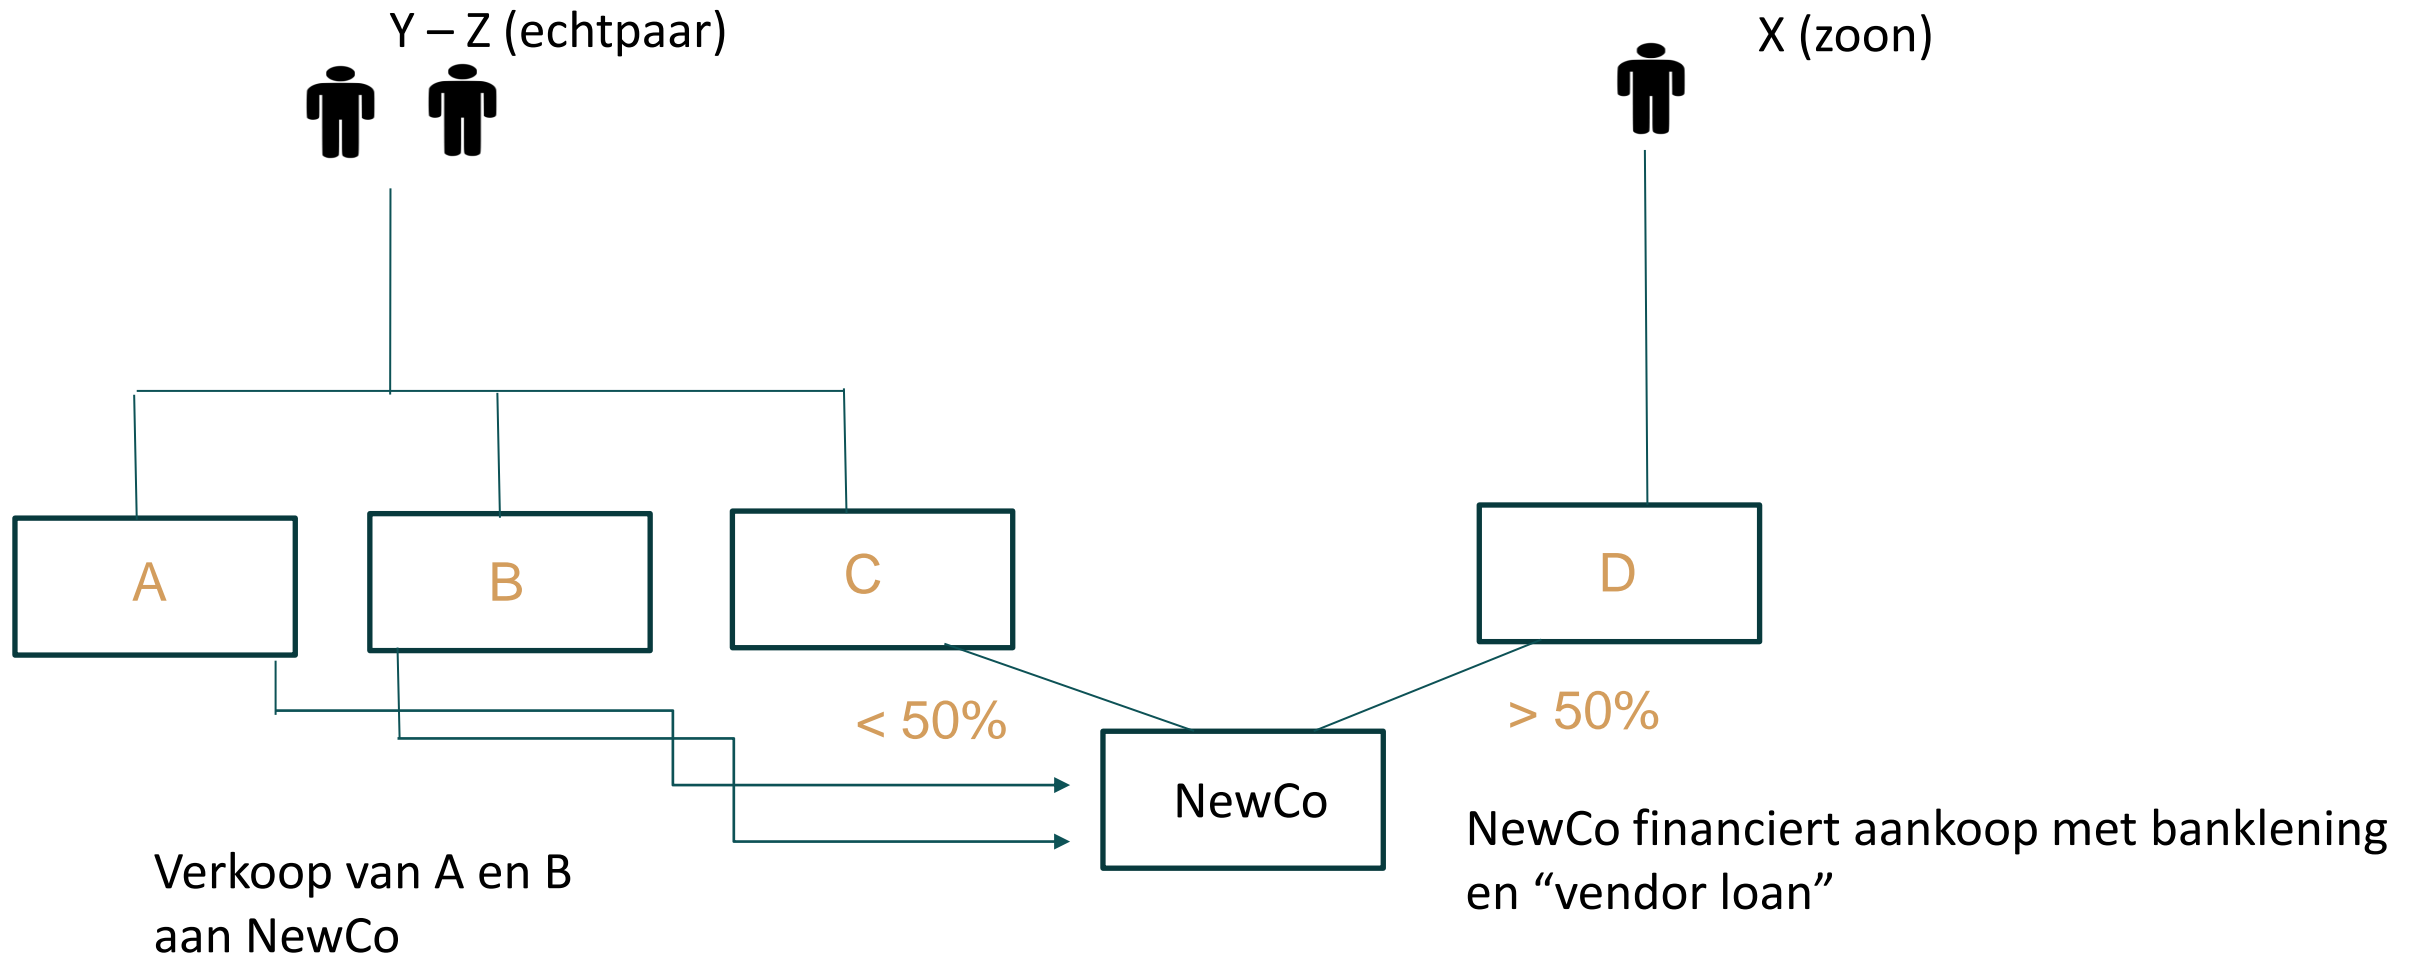 Y – Z (echtpaar)
X (zoon)
A
B
C
D
< 50%
> 50%
NewCo
NewCo financiert aankoop met banklening
en “vendor loan”
Verkoop van A en B
aan NewCo